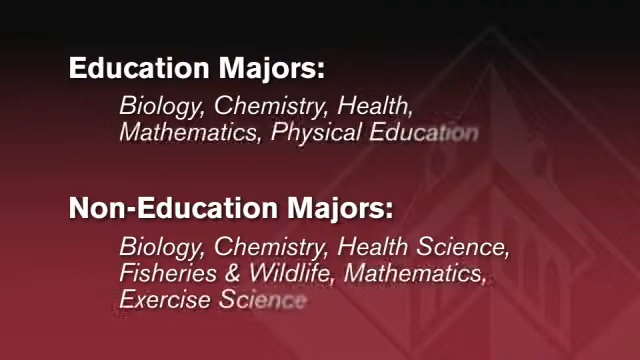 Education Majors:
Biology, Chemistry, Health,
Mathematics, Physical Education
Non-Education Majors:
Biology, Chemistry, Health Science,
Fisheries & Wildlife, Mathematics,
Exercise Science